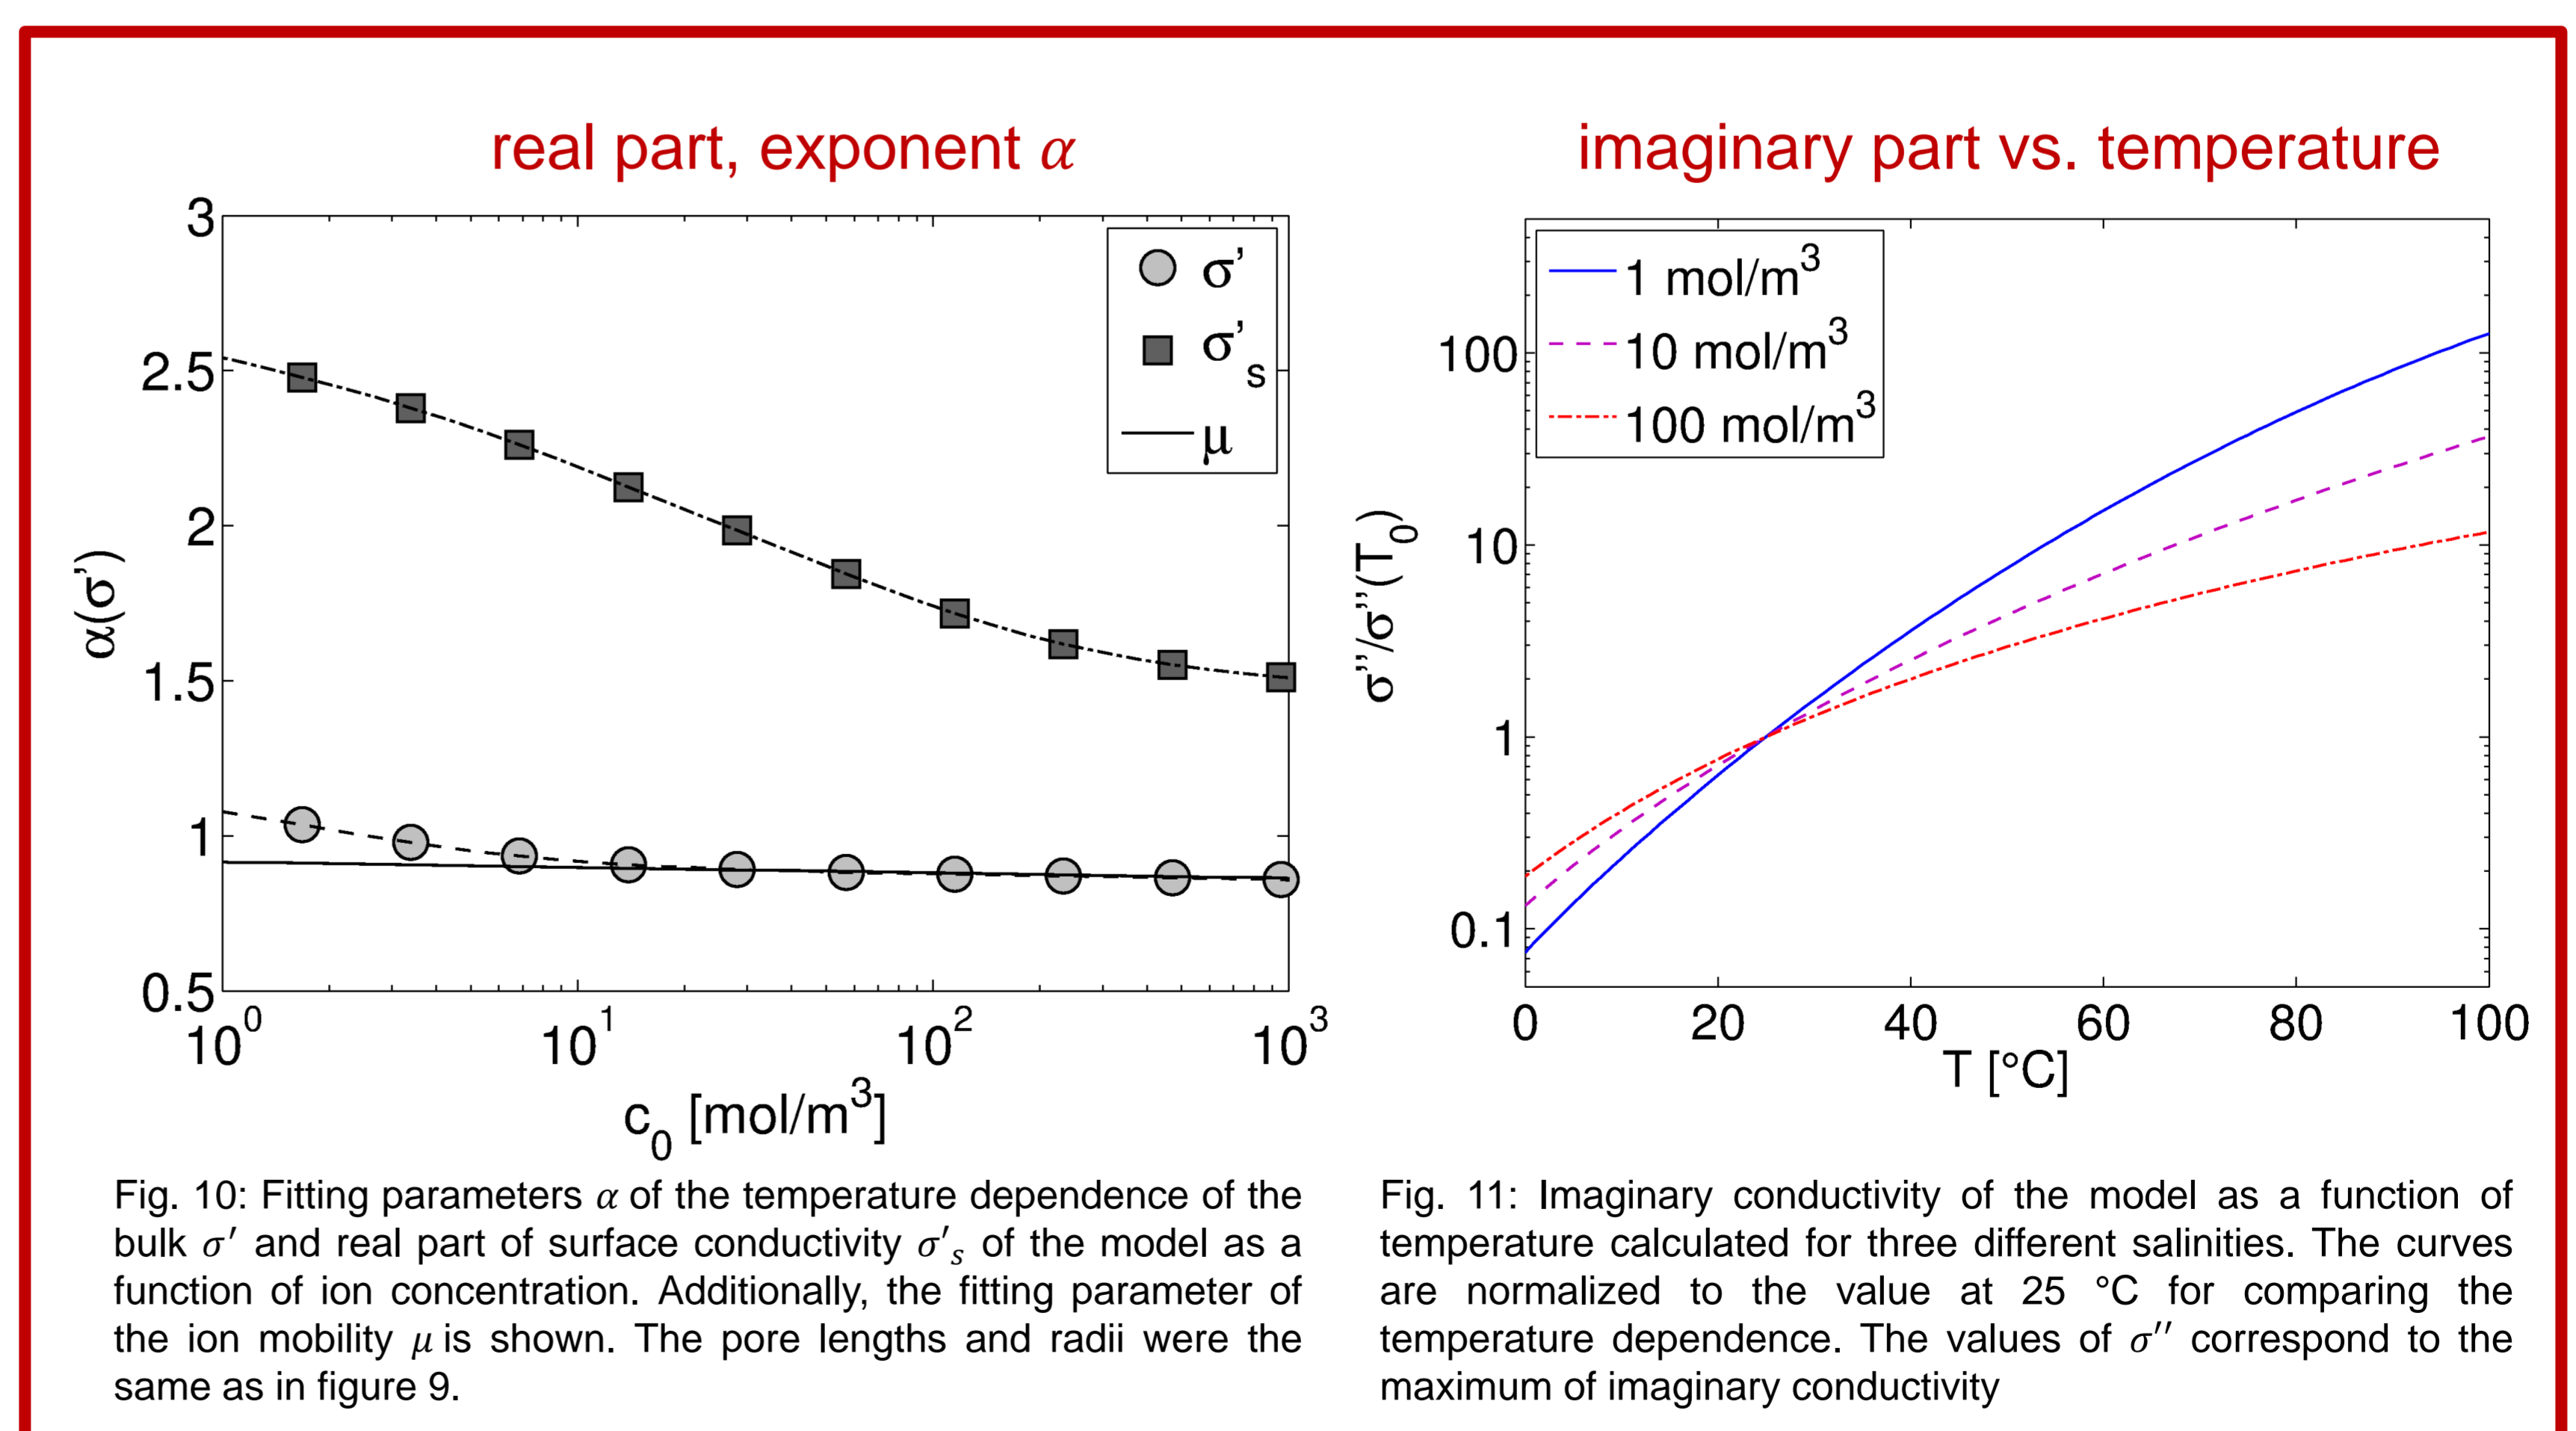 real part, exponent α
3
2.5
2
1.5
1
0.5
α(σ')
10^0
10^1
10^2
10^3
c_0 [mol/m^3]
σ'
σ'_s
μ
Fig. 10: Fitting parameters α of the temperature dependence of the
bulk σ′ and real part of surface conductivity σ′_s of the model as a
function of ion concentration. Additionally, the fitting parameter of
the ion mobility μ is shown. The pore lengths and radii were the
same as in figure 9.
imaginary part vs. temperature
100
10
1
0.1
σ''/σ''(T_0)
1 mol/m^3
10 mol/m^3
100 mol/m^3
0
20
40
60
80
100
T [°C]
Fig. 11: Imaginary conductivity of the model as a function of
temperature calculated for three different salinities. The curves
are normalized to the value at 25 °C for comparing the
temperature dependence. The values of σ′′ correspond to the
maximum of imaginary conductivity